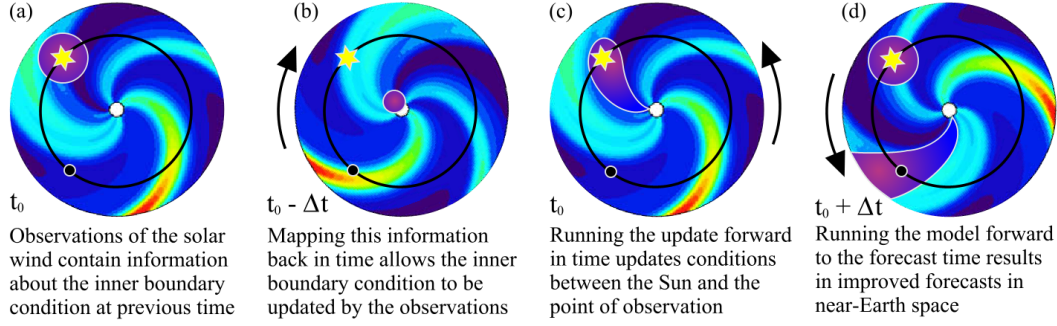 (a)
(b)
(c)
(d)
t₀
t₀ - Δt
t₀
t₀ + Δt
Observations of the solar
wind contain information
about the inner boundary
condition at previous time
Mapping this information
back in time allows the inner
boundary condition to be
updated by the observations
Running the update forward
in time updates conditions
between the Sun and the
point of observation
Running the model forward
to the forecast time results
in improved forecasts in
near-Earth space